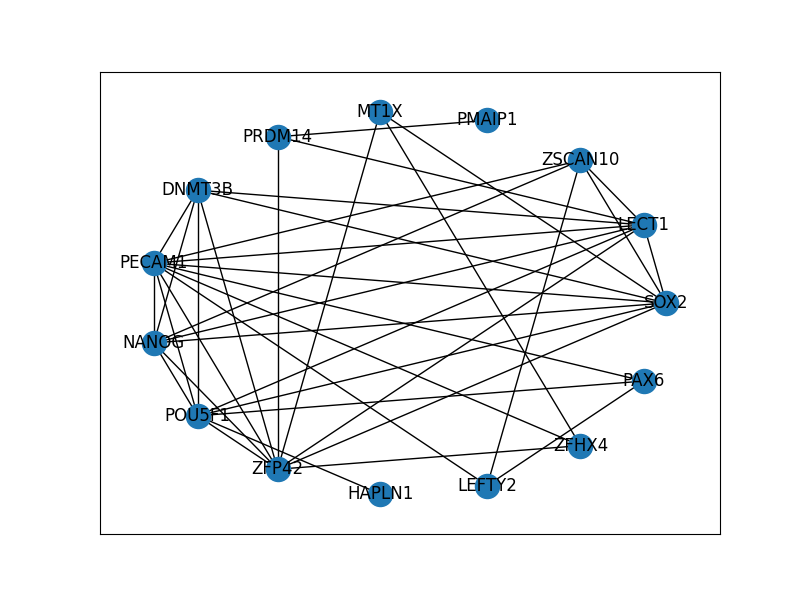 MT1X
PMAIP1
PRDM14
ZSCAN10
DNMT3B
LECT1
PECAM1
SOX2
NANOG
PAX6
POU5F1
ZFHX4
ZFP42
LEFTY2
HAPLN1